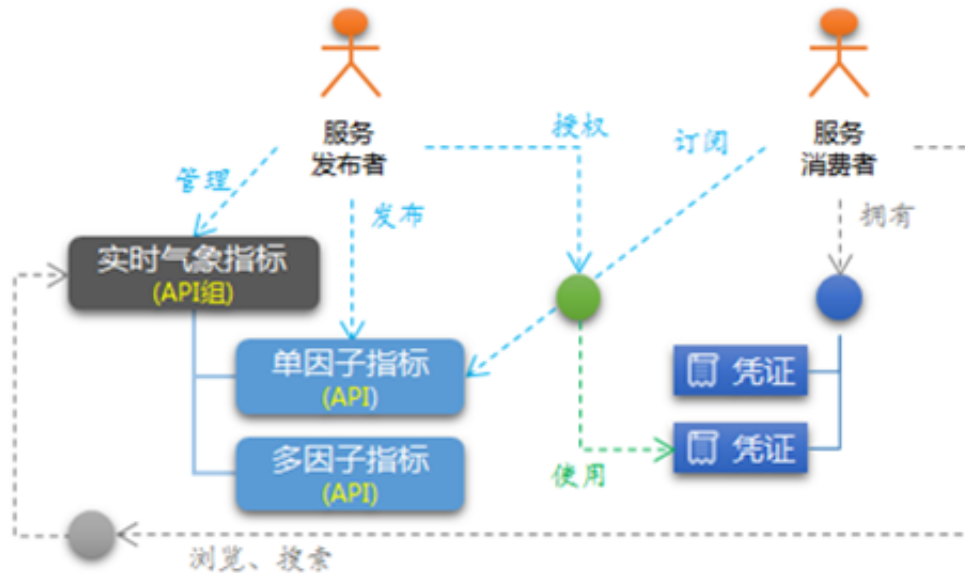 服务
发布者
服务
消费者
授权
订阅
管理
发布
拥有
实时气象指标
(API组)
单因子指标
(API)
凭证
多因子指标
(API)
凭证
使用
浏览、搜索